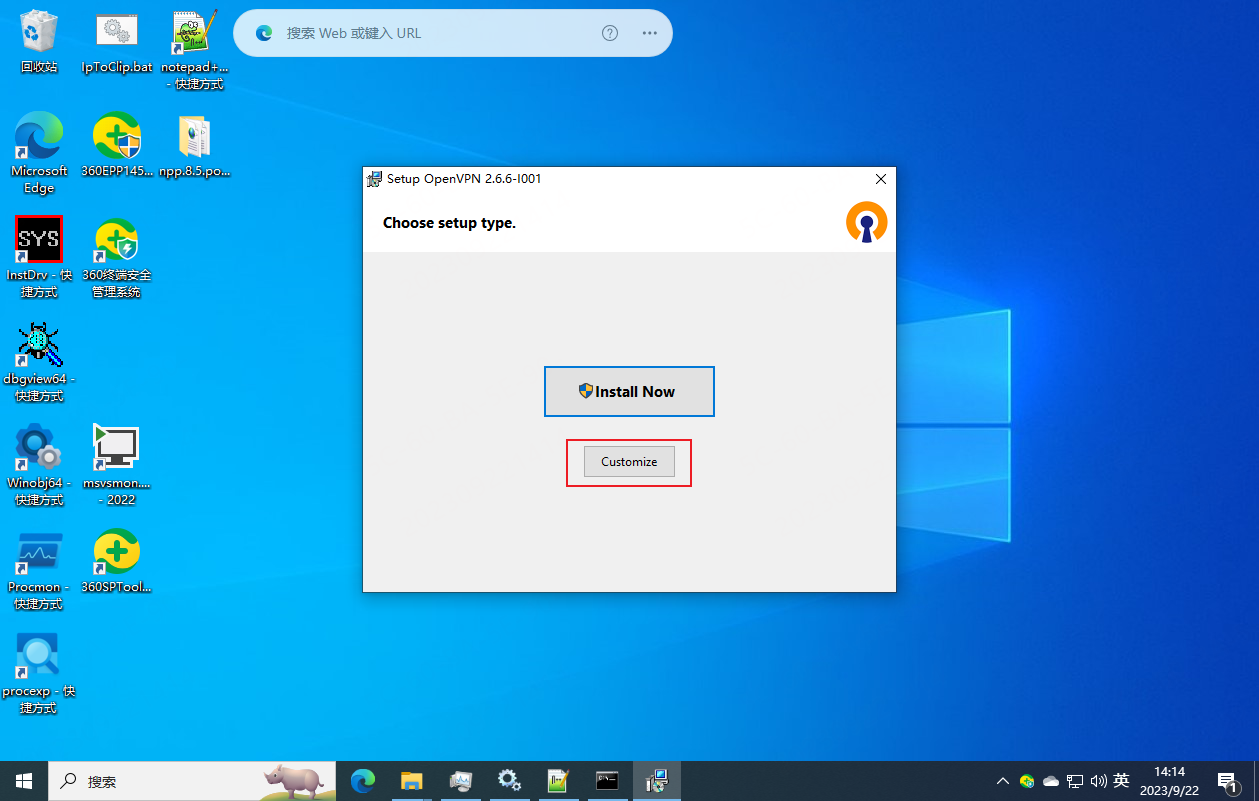 回收站
IpToClip.bat
notepad+...
- 快捷方式
搜索 Web 或键入 URL
Microsoft
Edge
360EPP145...
npp.8.5.po...
SYS
InstDrv - 快
捷方式
360终端安全
管理系统
dbgview64 -
快捷方式
Winobj64 -
快捷方式
msvsmon....
- 2022
Procmon -
快捷方式
360SPTool...
procexp - 快
捷方式
Setup OpenVPN 2.6.6-I001
Choose setup type.
Install Now
Customize
搜索
英
14:14
2023/9/22
1